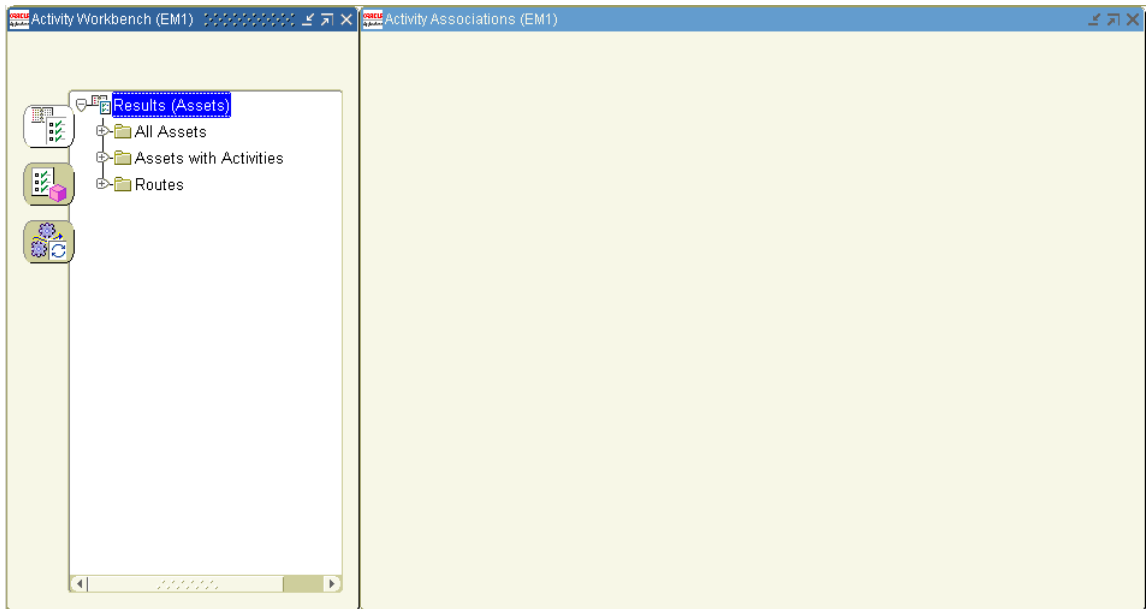 Activity Workbench (EM1)
Activity Associations (EM1)
Results (Assets)
All Assets
Assets with Activities
Routes